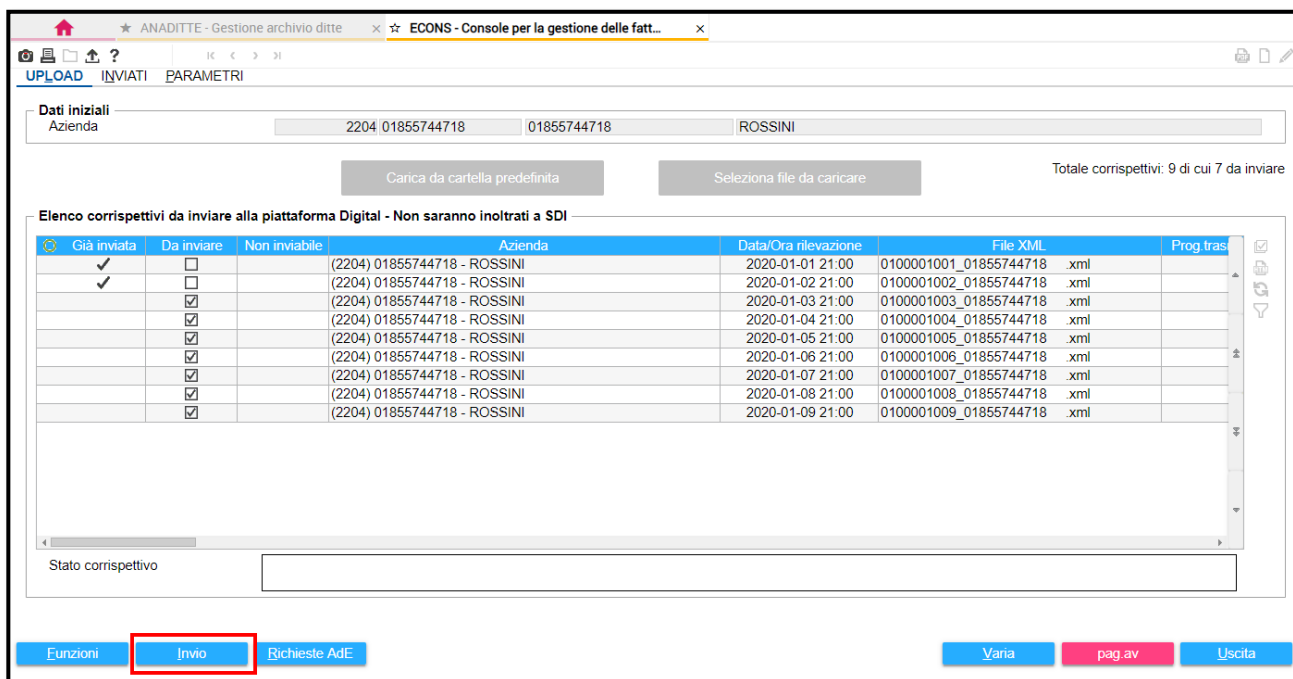 ANADITTE - Gestione archivio ditte × ECONS - Console per la gestione delle fatt... ×
?
UPLOAD INVIATI PARAMETRI
Dati iniziali
Azienda 2204 01855744718 01855744718 ROSSINI
Carica da cartella predefinita Seleziona file da caricare Totale corrispettivi: 9 di cui 7 da inviare
Elenco corrispettivi da inviare alla piattaforma Digital - Non saranno inoltrati a SDI
Già inviata Da inviare Non inviabile Azienda Data/Ora rilevazione File XML Prog.trasi
(2204) 01855744718 - ROSSINI 2020-01-01 21:00 0100001001_01855744718 .xml
(2204) 01855744718 - ROSSINI 2020-01-02 21:00 0100001002_01855744718 .xml
(2204) 01855744718 - ROSSINI 2020-01-03 21:00 0100001003_01855744718 .xml
(2204) 01855744718 - ROSSINI 2020-01-04 21:00 0100001004_01855744718 .xml
(2204) 01855744718 - ROSSINI 2020-01-05 21:00 0100001005_01855744718 .xml
(2204) 01855744718 - ROSSINI 2020-01-06 21:00 0100001006_01855744718 .xml
(2204) 01855744718 - ROSSINI 2020-01-07 21:00 0100001007_01855744718 .xml
(2204) 01855744718 - ROSSINI 2020-01-08 21:00 0100001008_01855744718 .xml
(2204) 01855744718 - ROSSINI 2020-01-09 21:00 0100001009_01855744718 .xml
Stato corrispettivo
Funzioni Invio Richieste AdE Varia pag.av Uscita